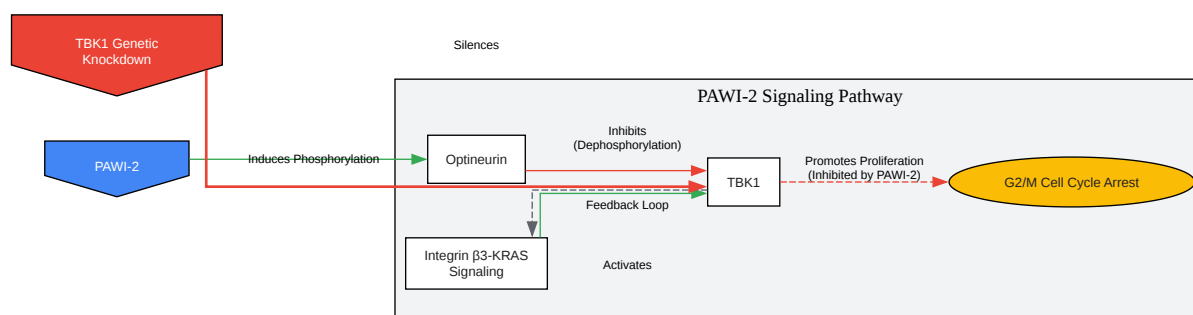 TBK1 Genetic
Knockdown
Silences
PAWI-2 Signaling Pathway
PAWI-2
Induces Phosphorylation
Optineurin
Inhibits
(Dephosphorylation)
TBK1
Promotes Proliferation
(Inhibited by PAWI-2)
G2/M Cell Cycle Arrest
Feedback Loop
Integrin β3-KRAS
Signaling
Activates